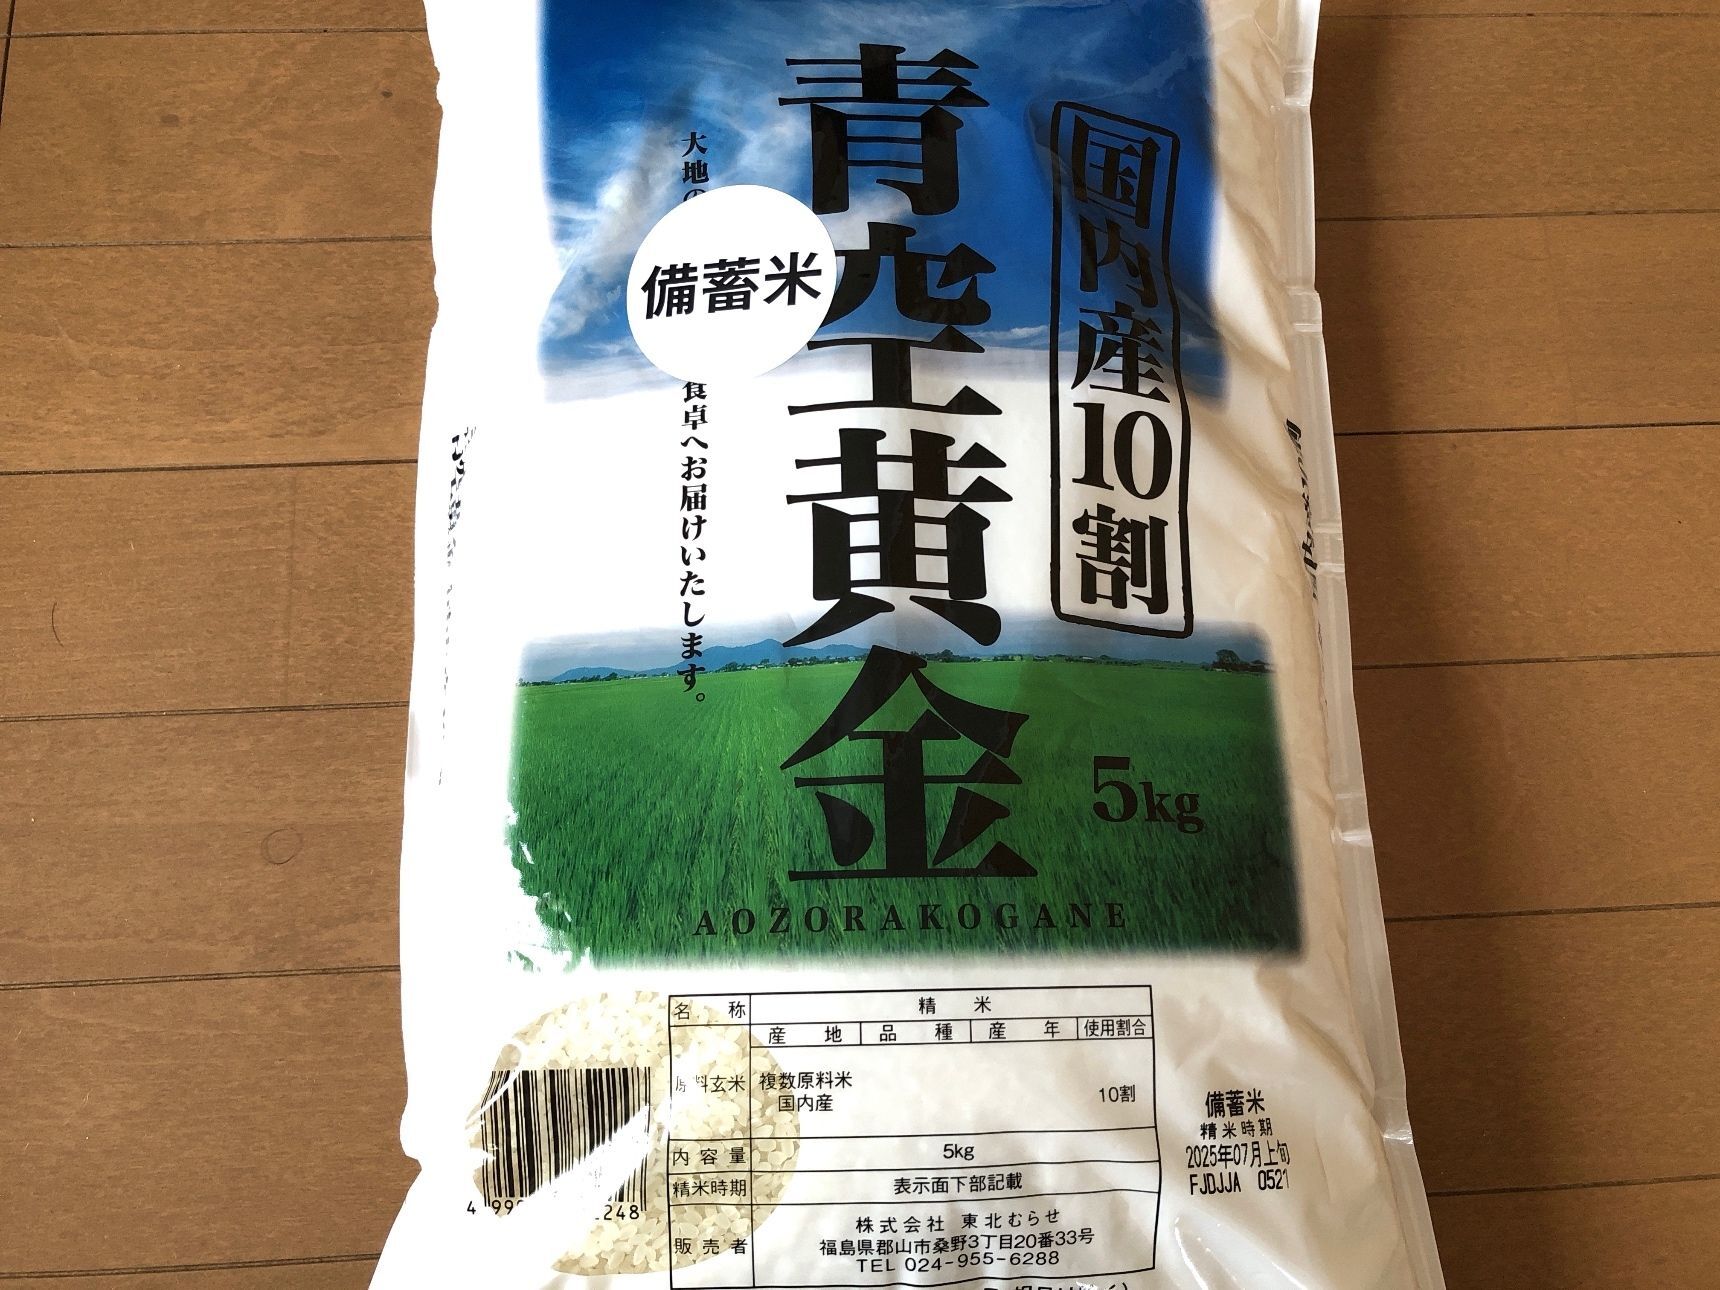 国内産10割
青空黄金
大地の
食卓へお届けいたします。
備蓄米
5kg
AOZORAKOGANE
名称 精米
産地 品種 産年 使用割合
原料玄米 複数原料米
国内産 10割
内容量 5kg
精米時期 表示面下部記載
販売者 株式会社 東北むらせ
福島県郡山市桑野3丁目20番33号
TEL 024-955-6288
備蓄米
精米時期
2025年07月上旬
FJDJJA 0521